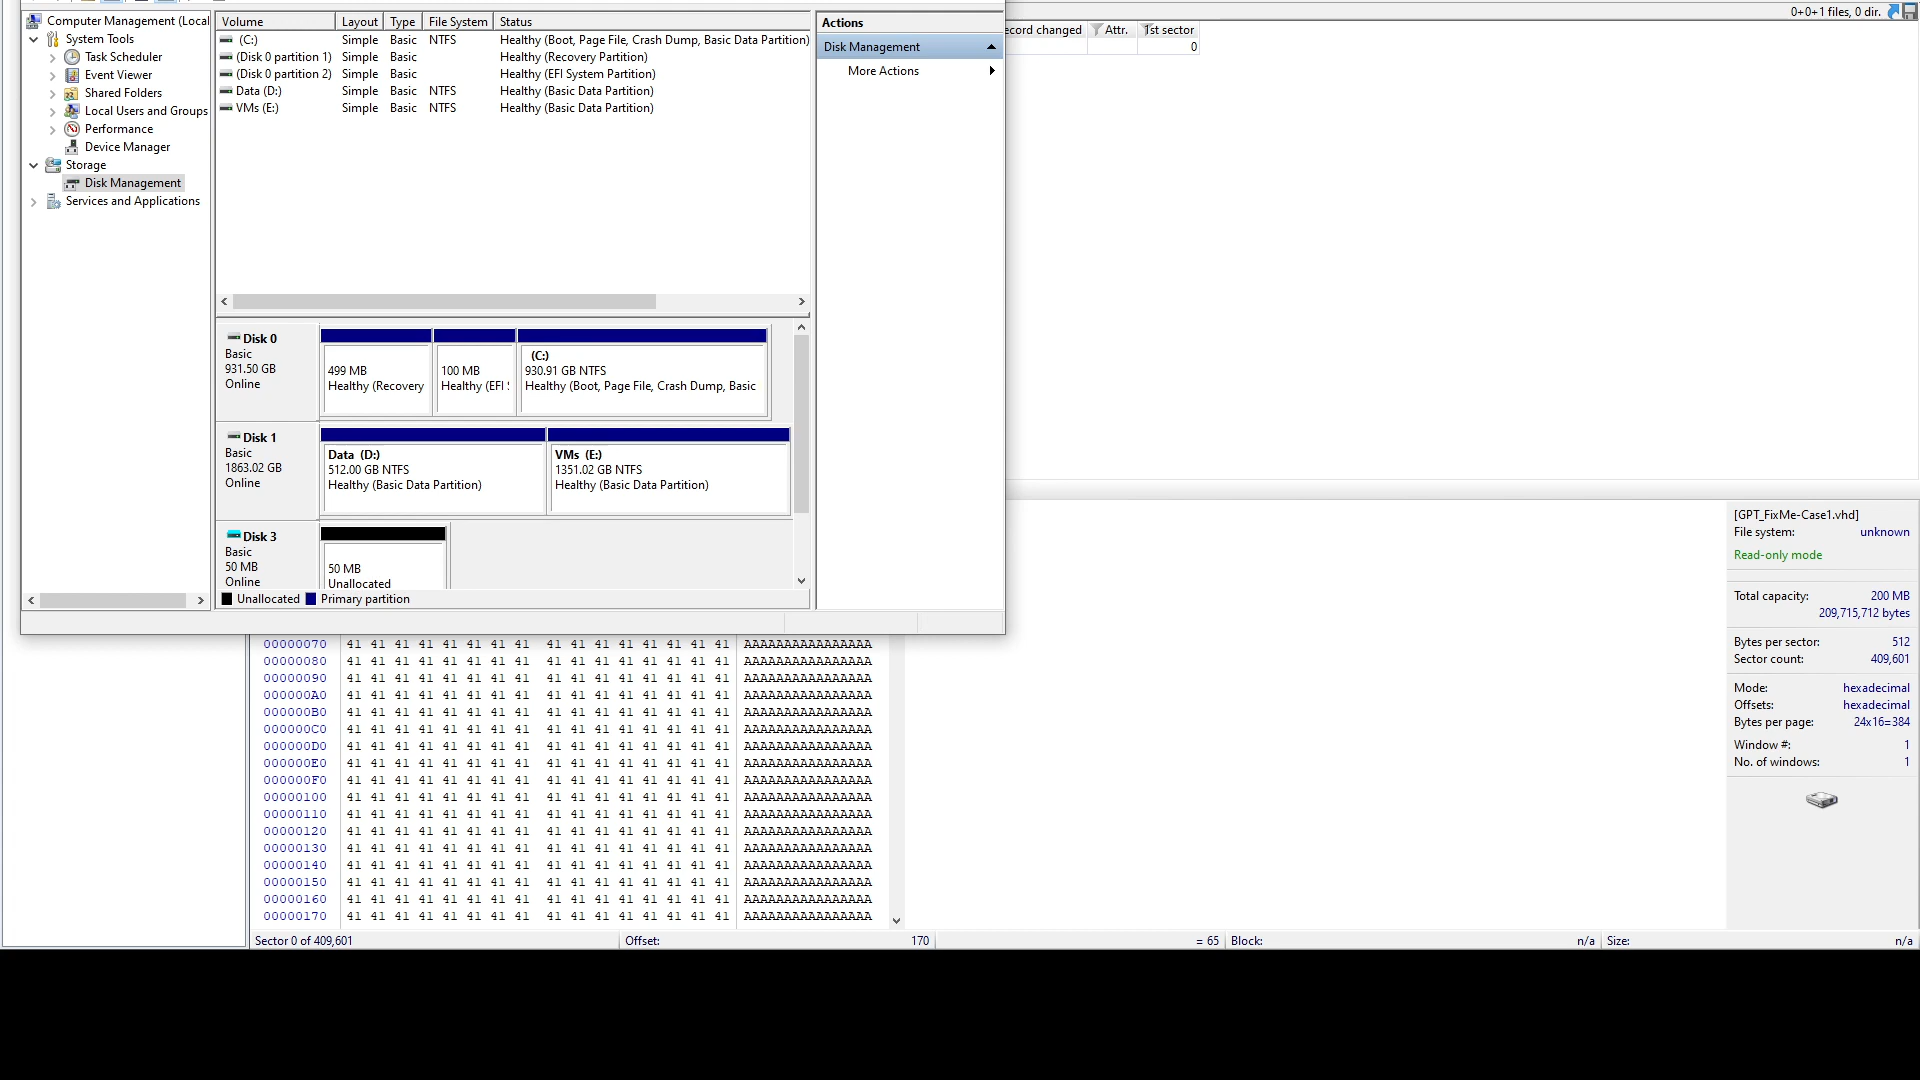 Computer Management (Local
System Tools
Task Scheduler
Event Viewer
Shared Folders
Local Users and Groups
Performance
Device Manager
Storage
Disk Management
Services and Applications
Volume Layout Type File System Status
(C:) Simple Basic NTFS Healthy (Boot, Page File, Crash Dump, Basic Data Partition)
(Disk 0 partition 1) Simple Basic Healthy (Recovery Partition)
(Disk 0 partition 2) Simple Basic Healthy (EFI System Partition)
Data (D:) Simple Basic NTFS Healthy (Basic Data Partition)
VMs (E:) Simple Basic NTFS Healthy (Basic Data Partition)
Disk 0
Basic
931.50 GB
Online
499 MB
Healthy (Recovery
100 MB
Healthy (EFI
(C:)
930.91 GB NTFS
Healthy (Boot, Page File, Crash Dump, Basic
Disk 1
Basic
1863.02 GB
Online
Data (D:)
512.00 GB NTFS
Healthy (Basic Data Partition)
VMs (E:)
1351.02 GB NTFS
Healthy (Basic Data Partition)
Disk 3
Basic
50 MB
Online
50 MB
Unallocated
Unallocated Primary partition
Actions
Disk Management
More Actions
0+0+1 files, 0 dir.
ecord changed Attr. 1st sector
0
00000070 41 41 41 41 41 41 41 41 41 41 41 41 41 41 41 41 AAAAAAAAAAAAAAAA
00000080 41 41 41 41 41 41 41 41 41 41 41 41 41 41 41 41 AAAAAAAAAAAAAAAA
00000090 41 41 41 41 41 41 41 41 41 41 41 41 41 41 41 41 AAAAAAAAAAAAAAAA
000000A0 41 41 41 41 41 41 41 41 41 41 41 41 41 41 41 41 AAAAAAAAAAAAAAAA
000000B0 41 41 41 41 41 41 41 41 41 41 41 41 41 41 41 41 AAAAAAAAAAAAAAAA
000000C0 41 41 41 41 41 41 41 41 41 41 41 41 41 41 41 41 AAAAAAAAAAAAAAAA
000000D0 41 41 41 41 41 41 41 41 41 41 41 41 41 41 41 41 AAAAAAAAAAAAAAAA
000000E0 41 41 41 41 41 41 41 41 41 41 41 41 41 41 41 41 AAAAAAAAAAAAAAAA
000000F0 41 41 41 41 41 41 41 41 41 41 41 41 41 41 41 41 AAAAAAAAAAAAAAAA
00000100 41 41 41 41 41 41 41 41 41 41 41 41 41 41 41 41 AAAAAAAAAAAAAAAA
00000110 41 41 41 41 41 41 41 41 41 41 41 41 41 41 41 41 AAAAAAAAAAAAAAAA
00000120 41 41 41 41 41 41 41 41 41 41 41 41 41 41 41 41 AAAAAAAAAAAAAAAA
00000130 41 41 41 41 41 41 41 41 41 41 41 41 41 41 41 41 AAAAAAAAAAAAAAAA
00000140 41 41 41 41 41 41 41 41 41 41 41 41 41 41 41 41 AAAAAAAAAAAAAAAA
00000150 41 41 41 41 41 41 41 41 41 41 41 41 41 41 41 41 AAAAAAAAAAAAAAAA
00000160 41 41 41 41 41 41 41 41 41 41 41 41 41 41 41 41 AAAAAAAAAAAAAAAA
00000170 41 41 41 41 41 41 41 41 41 41 41 41 41 41 41 41 AAAAAAAAAAAAAAAA
[GPT_FixMe-Case1.vhd]
File system: unknown
Read-only mode
Total capacity: 200 MB
209,715,712 bytes
Bytes per sector: 512
Sector count: 409,601
Mode: hexadecimal
Offsets: hexadecimal
Bytes per page: 24x16=384
Window #: 1
No. of windows: 1
Sector 0 of 409,601 Offset: 170 = 65 Block: n/a Size: n/a